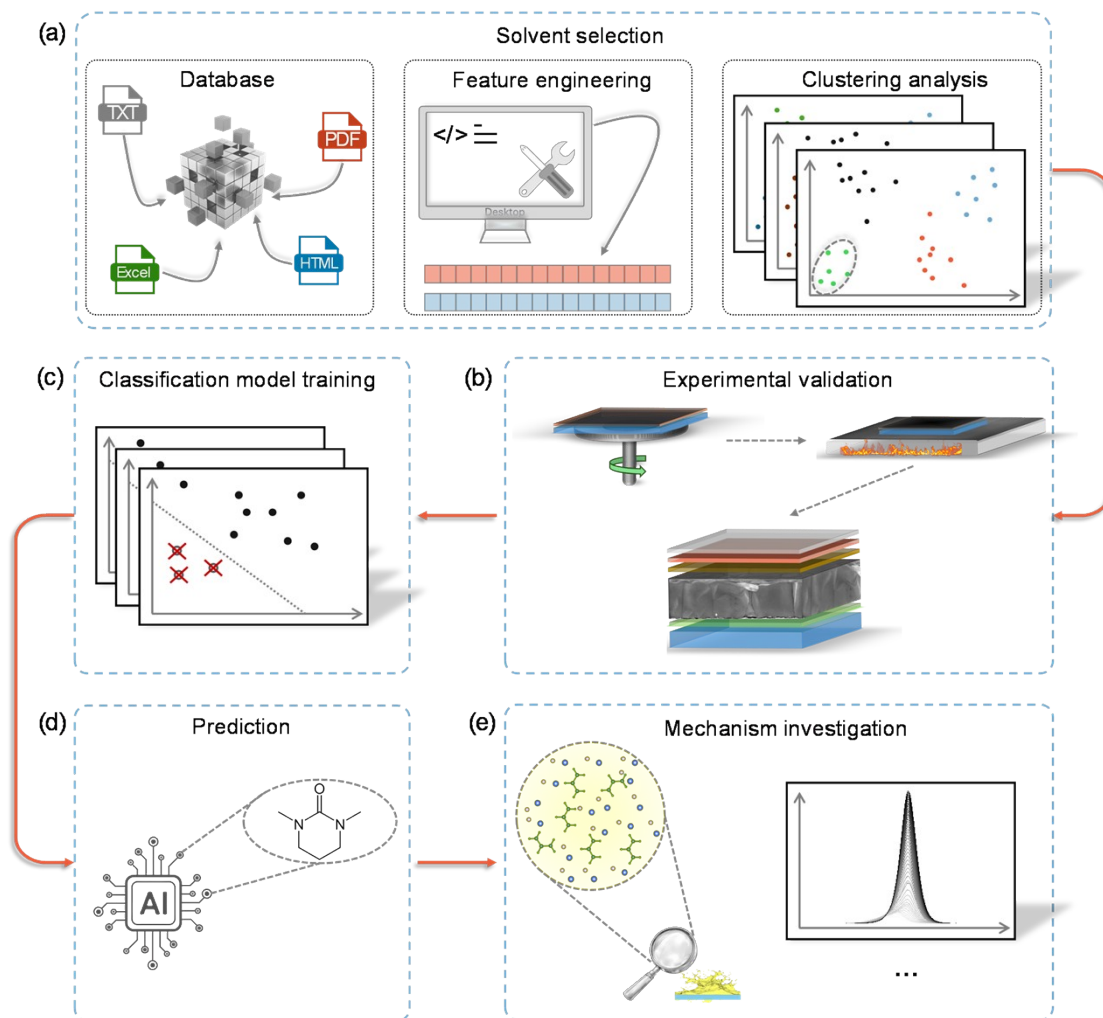 (a)
Solvent selection
Database
Feature engineering
Clustering analysis
TXT
PDF
Excel
HTML
</>
Desktop
(c)
Classification model training
(b)
Experimental validation
(d)
Prediction
O
N
N
AI
(e)
Mechanism investigation
...